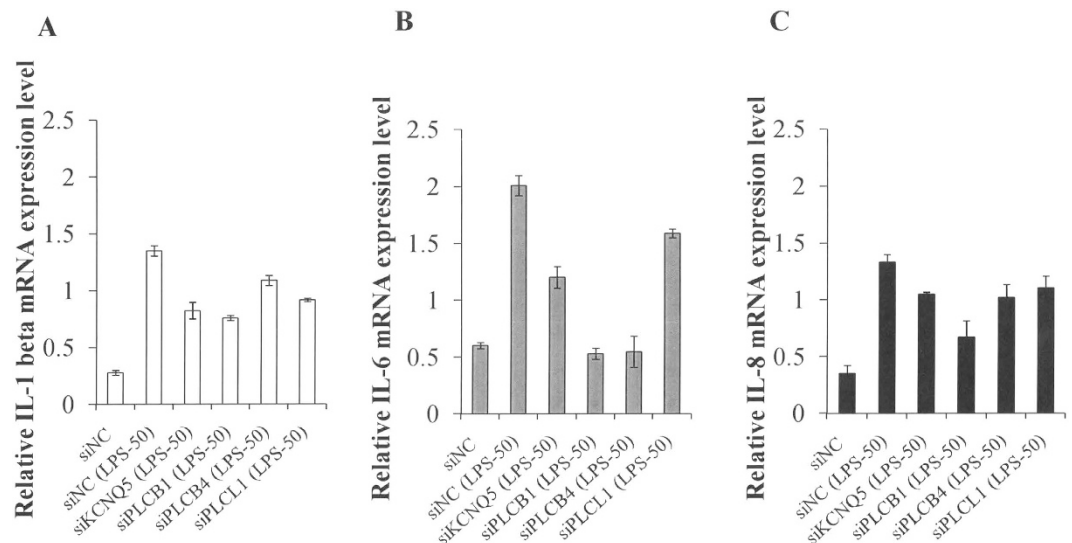 A
Relative IL-1 beta mRNA expression level
2.5
2
1.5
1
0.5
0
siNC
siNC (LPS-50)
siKCNQ5 (LPS-50)
siPLCB1 (LPS-50)
siPLCB4 (LPS-50)
siPLCL1 (LPS-50)
B
Relative IL-6 mRNA expression level
2.5
2
1.5
1
0.5
0
siNC
siNC (LPS-50)
siKCNQ5 (LPS-50)
siPLCB1 (LPS-50)
siPLCB4 (LPS-50)
siPLCL1 (LPS-50)
C
Relative IL-8 mRNA expression level
2.5
2
1.5
1
0.5
0
siNC
siNC (LPS-50)
siKCNQ5 (LPS-50)
siPLCB1 (LPS-50)
siPLCB4 (LPS-50)
siPLCL1 (LPS-50)